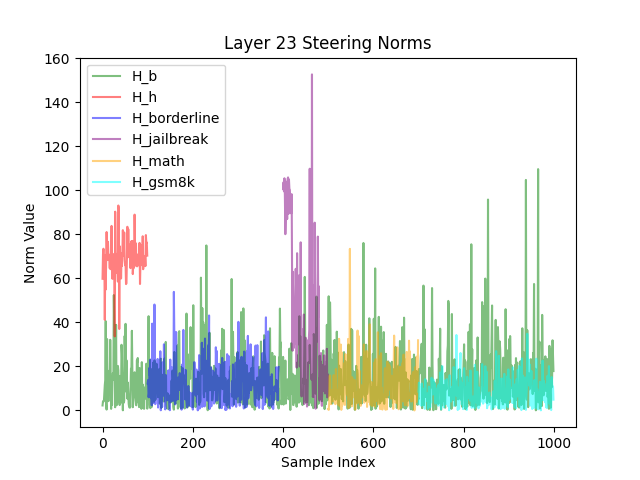 Layer 23 Steering Norms
H_b
H_h
H_borderline
H_jailbreak
H_math
H_gsm8k
Norm Value
160
140
120
100
80
60
40
20
0
0 200 400 600 800 1000
Sample Index